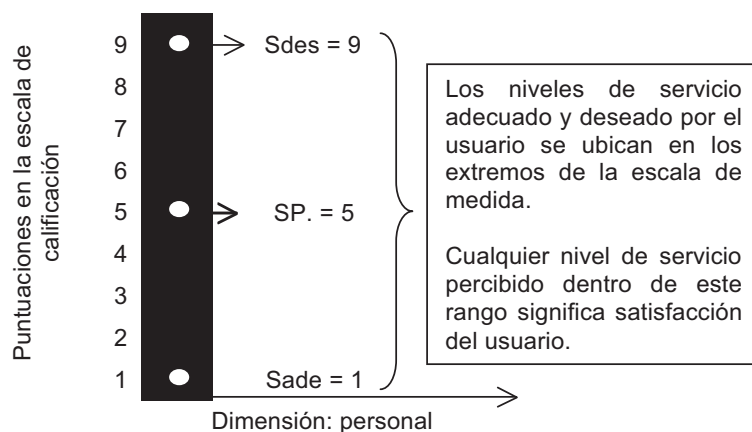 Puntuaciones en la escala de
calificación
9
8
7
6
5
4
3
2
1
Sdes = 9
SP. = 5
Sade = 1
Dimensión: personal
Los niveles de servicio
adecuado y deseado por el
usuario se ubican en los
extremos de la escala de
medida.
Cualquier nivel de servicio
percibido dentro de este
rango significa satisfacción
del usuario.